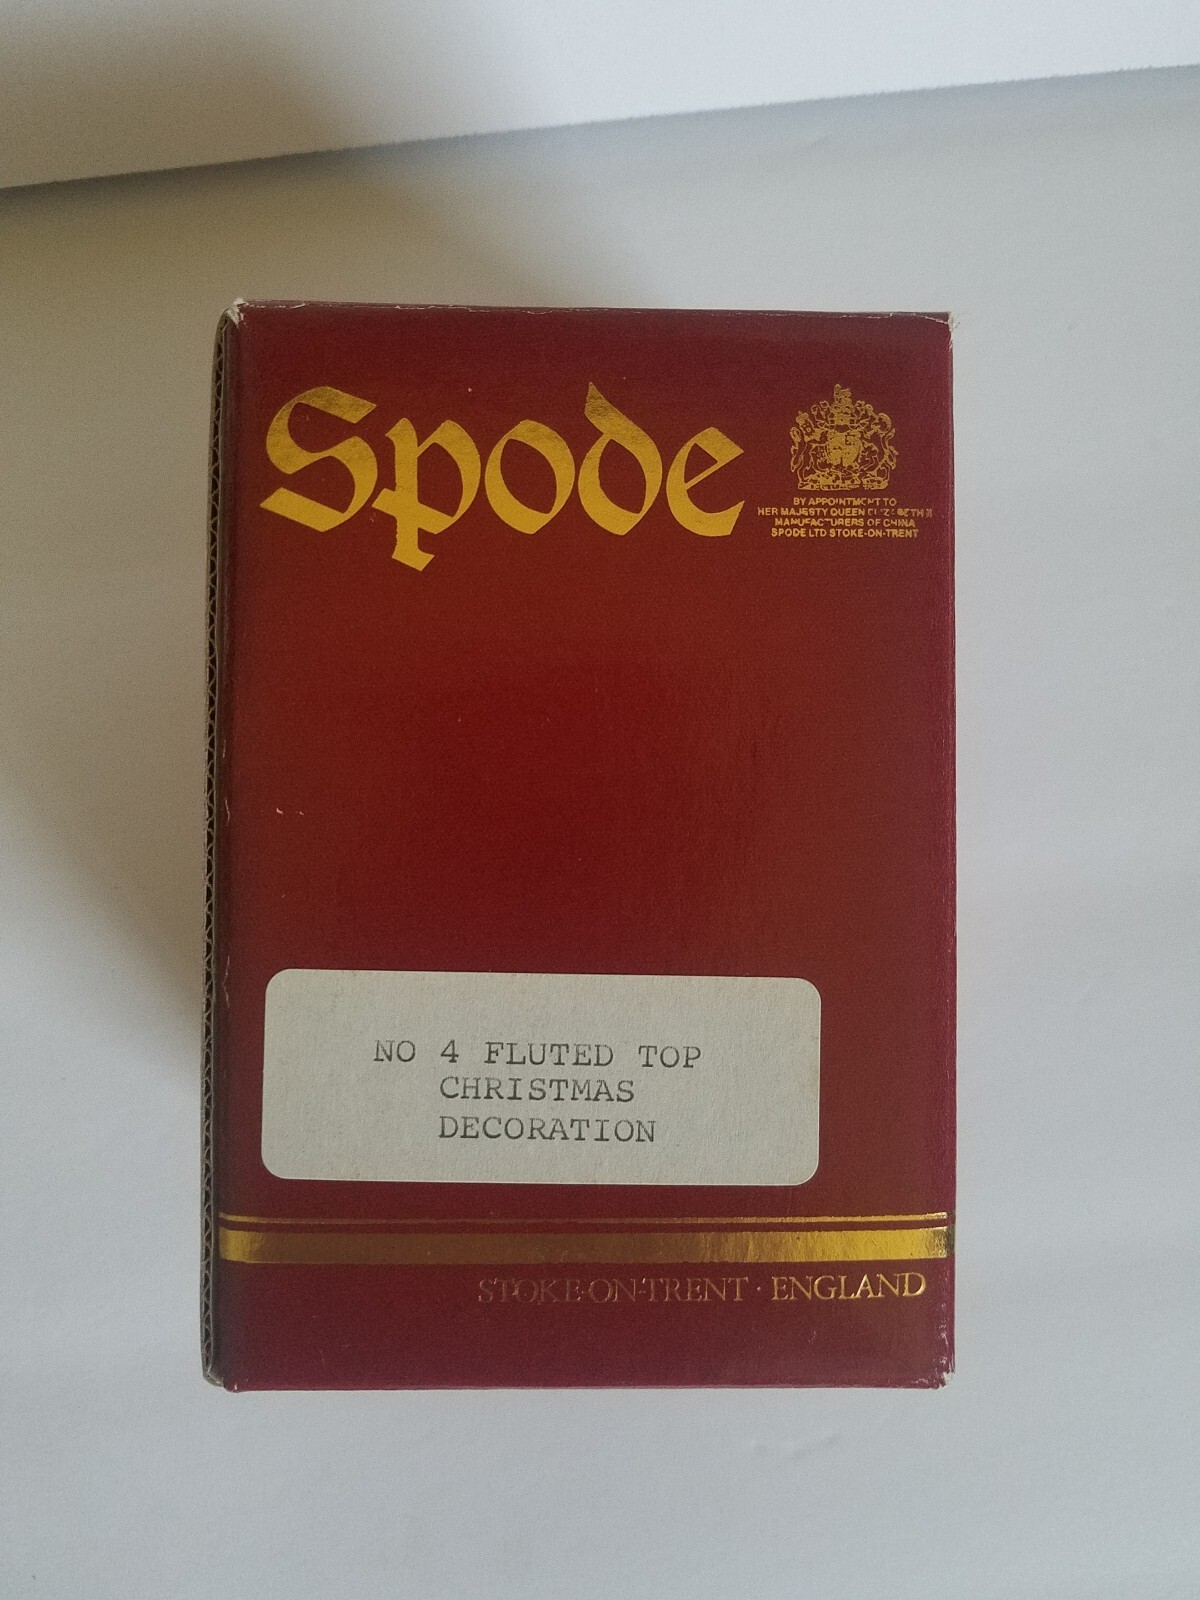 Spode
BY APPOINTMENT TO
HER MAJESTY QUEEN ELIZABETH II
MANUFACTURERS OF CHINA
SPODE LTD STOKE-ON-TRENT
NO 4 FLUTED TOP
CHRISTMAS
DECORATION
STOKE-ON-TRENT · ENGLAND